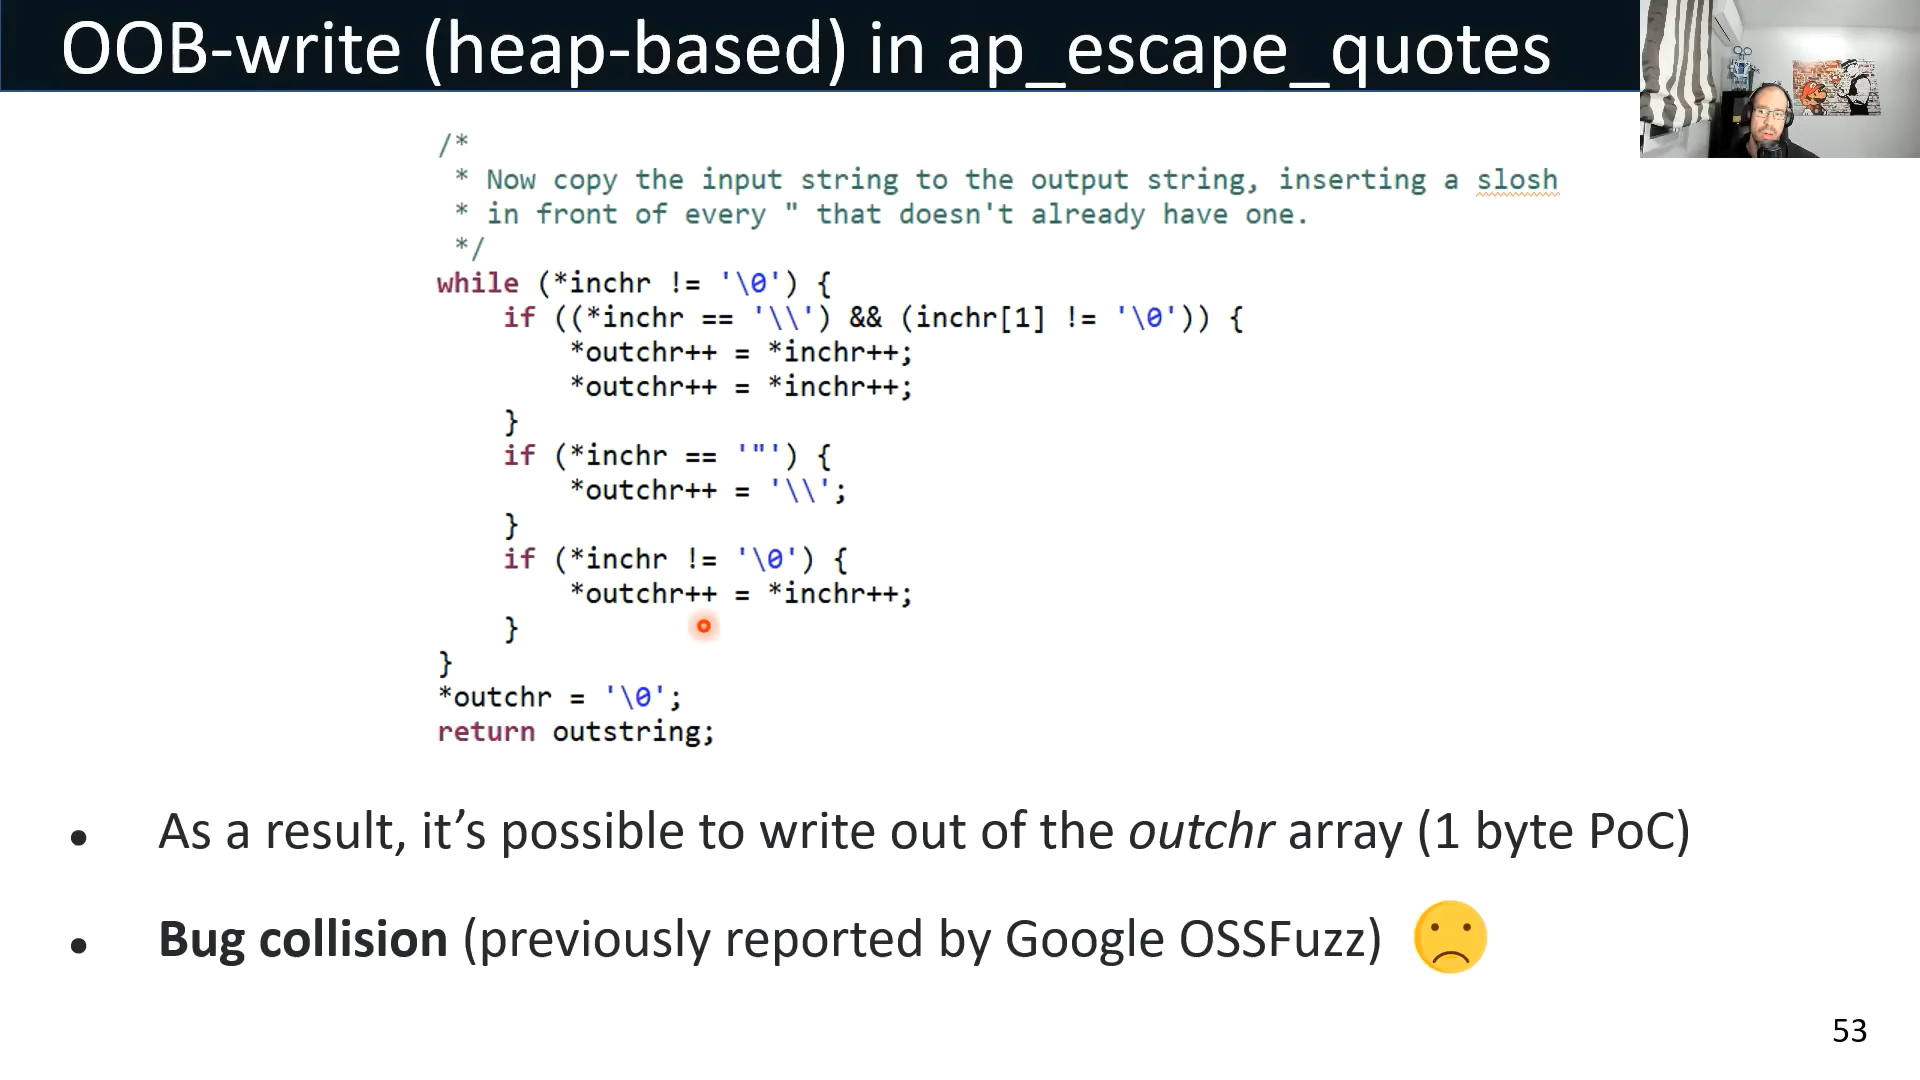 OOB-write (heap-based) in ap_escape_quotes
/*
* Now copy the input string to the output string, inserting a slosh
* in front of every " that doesn't already have one.
*/
while (*inchr != '\0') {
if ((*inchr == '\\') && (inchr[1] != '\0')) {
*outchr++ = *inchr++;
*outchr++ = *inchr++;
}
if (*inchr == '"') {
*outchr++ = '\\';
}
if (*inchr != '\0') {
*outchr++ = *inchr++;
}
}
*outchr = '\0';
return outstring;
• As a result, it’s possible to write out of the outchr array (1 byte PoC)
• Bug collision (previously reported by Google OSSFuzz)
53